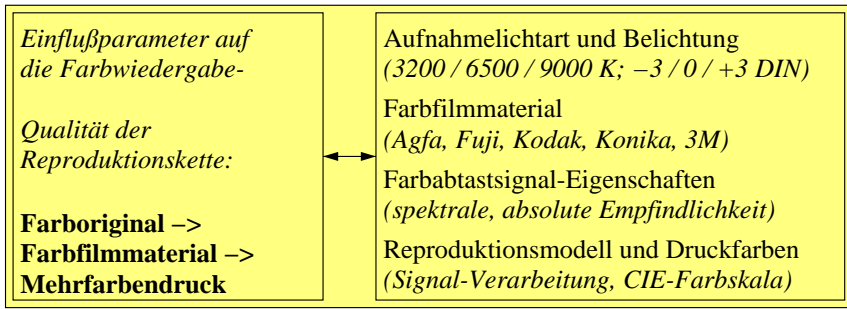 Einflußparameter auf
die Farbwiedergabe-
Qualität der
Reproduktionskette:
Farboriginal −>
Farbfilmmaterial −>
Mehrfarbendruck
Aufnahmelichtart und Belichtung
(3200 / 6500 / 9000 K; −3 / 0 / +3 DIN)
Farbfilmmaterial
(Agfa, Fuji, Kodak, Konika, 3M)
Farbabtastsignal-Eigenschaften
(spektrale, absolute Empfindlichkeit)
Reproduktionsmodell und Druckfarben
(Signal-Verarbeitung, CIE-Farbskala)